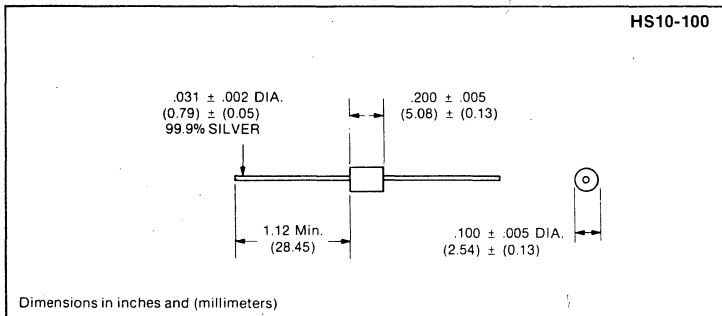 HS10-100
.031 ± .002 DIA.
(0.79) ± (0.05)
99.9% SILVER
.200 ± .005
(5.08) ± (0.13)
1.12 Min.
(28.45)
.100 ± .005 DIA.
(2.54) ± (0.13)
Dimensions in inches and (millimeters)